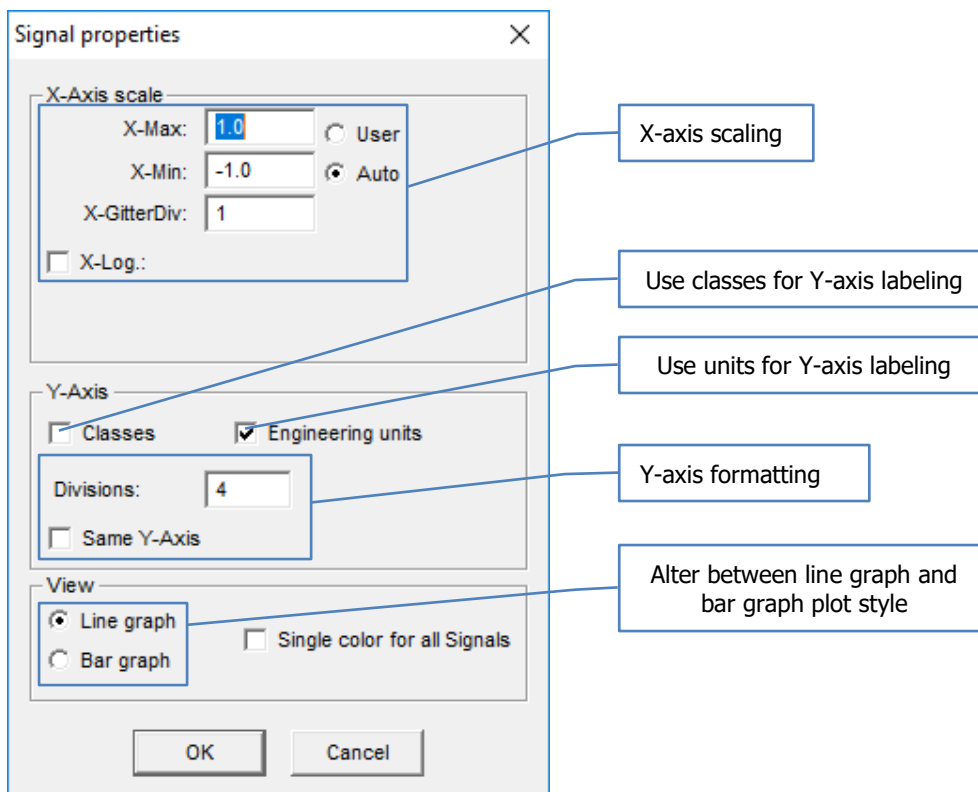 Signal properties
X-Axis scale
X-Max: 1.0 User
X-Min: -1.0 Auto
X-GitterDiv: 1
X-Log.:
X-axis scaling
Use classes for Y-axis labeling
Use units for Y-axis labeling
Y-Axis
Classes Engineering units
Divisions: 4
Same Y-Axis
Y-axis formatting
View
Line graph
Bar graph
Single color for all Signals
Alter between line graph and
bar graph plot style
OK Cancel